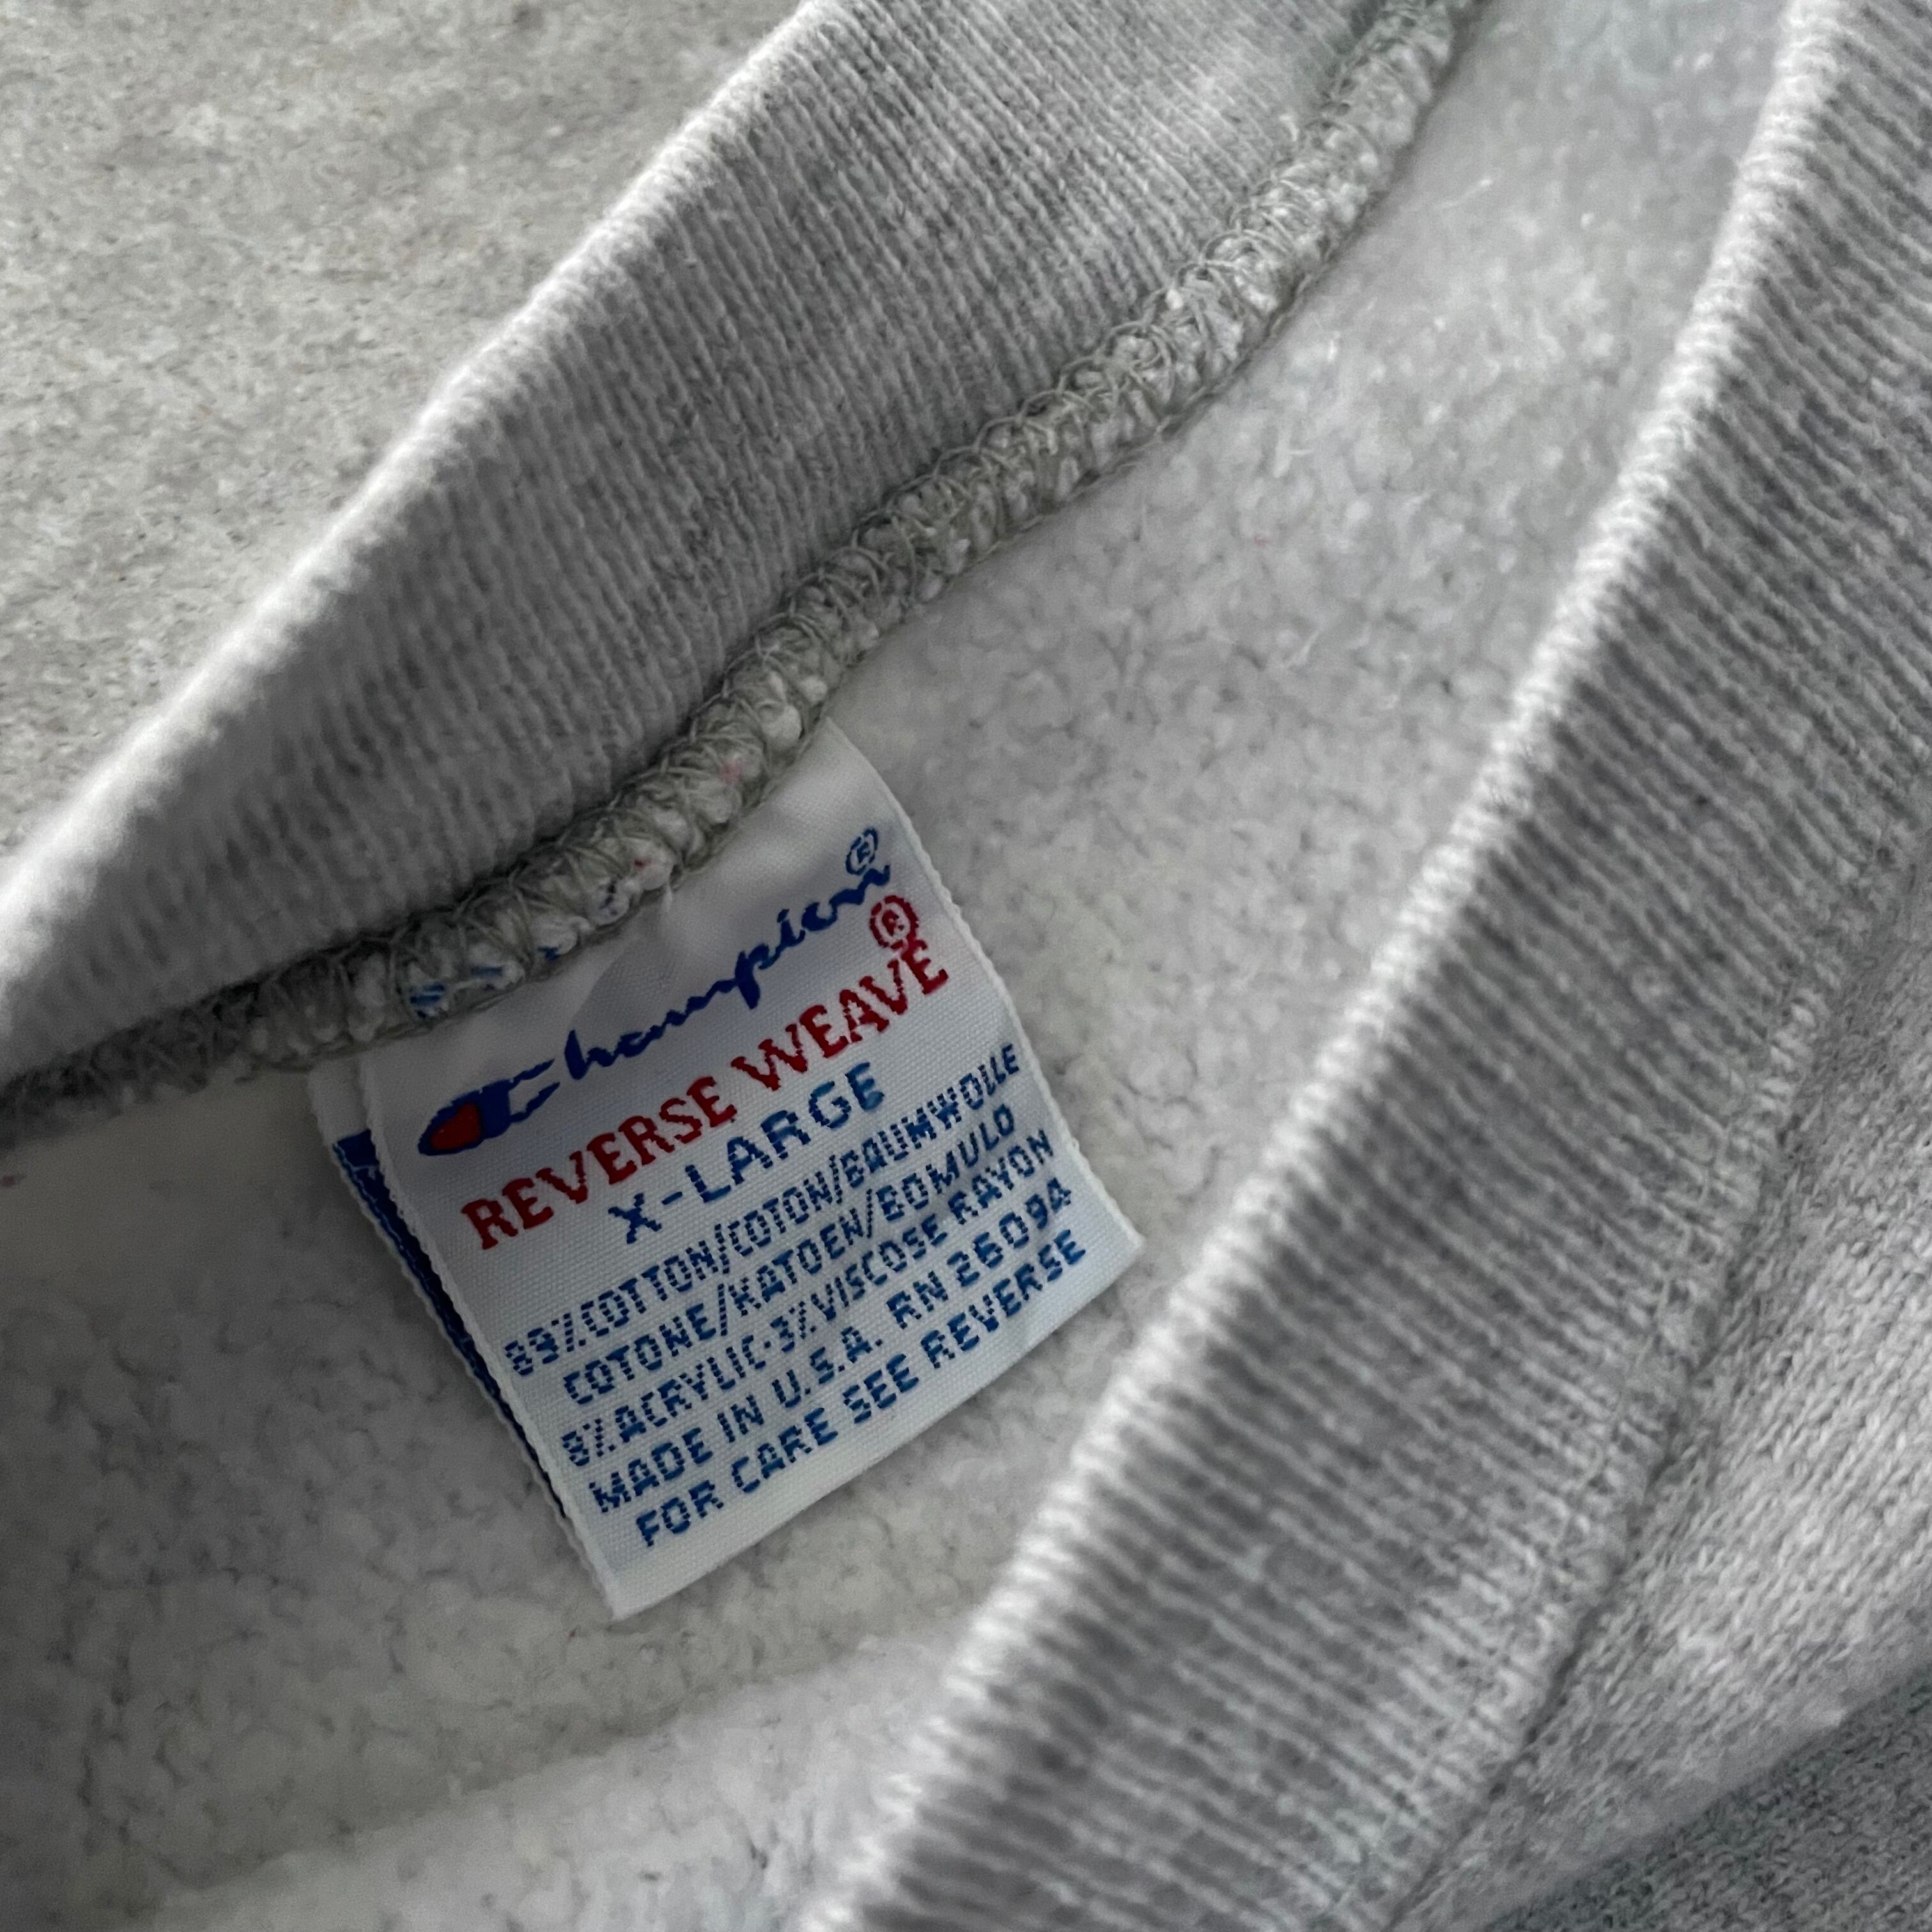 Champion®
REVERSE WEAVE®
X-LARGE
89%COTTON/COTON/BAUMWOLLE
COTONE/KATOEN/BOMULD
8%ACRYLIC·3%VISCOSE RAYON
MADE IN U.S.A. RN 26094
FOR CARE SEE REVERSE